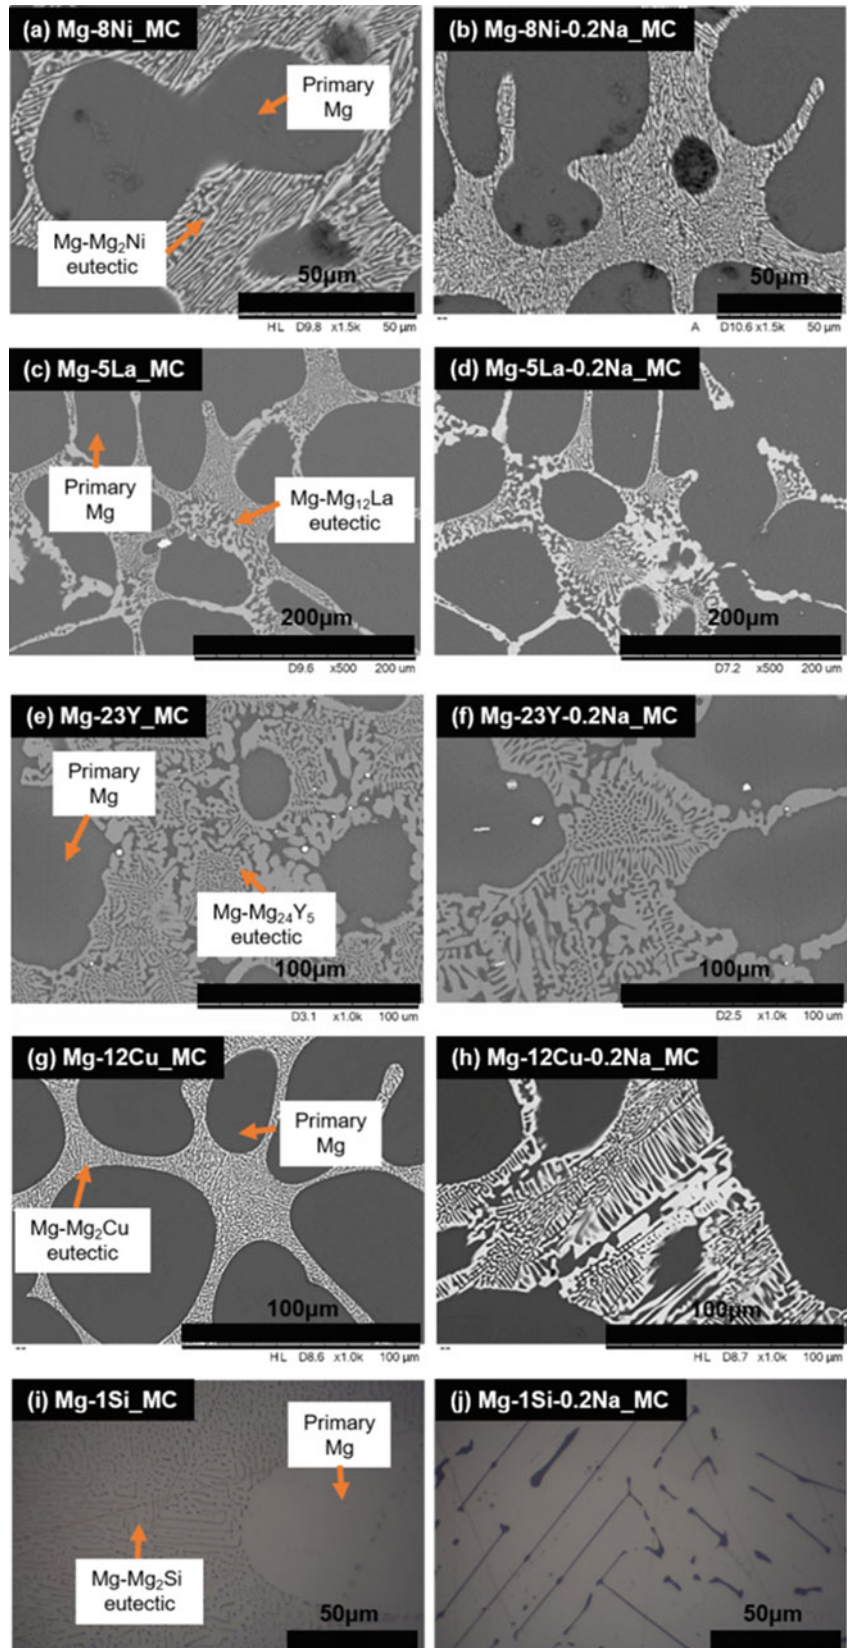 (a) Mg-8Ni_MC
Primary
Mg
Mg-Mg₂Ni
eutectic
50µm
HL D9.8 x1.5k 50 µm
(b) Mg-8Ni-0.2Na_MC
50µm
A D10.6 x1.5k 50 µm
(c) Mg-5La_MC
Primary
Mg
Mg-Mg₁₂La
eutectic
200µm
D9.6 x500 200 um
(d) Mg-5La-0.2Na_MC
200µm
D7.2 x500 200 um
(e) Mg-23Y_MC
Primary
Mg
Mg-Mg₂₄Y₅
eutectic
100µm
D3.1 x1.0k 100 um
(f) Mg-23Y-0.2Na_MC
100µm
D2.5 x1.0k 100 um
(g) Mg-12Cu_MC
Primary
Mg
Mg-Mg₂Cu
eutectic
100µm
HL D8.6 x1.0k 100 µm
(h) Mg-12Cu-0.2Na_MC
100µm
HL D8.7 x1.0k 100 µm
(i) Mg-1Si_MC
Primary
Mg
Mg-Mg₂Si
eutectic
50µm
(j) Mg-1Si-0.2Na_MC
50µm